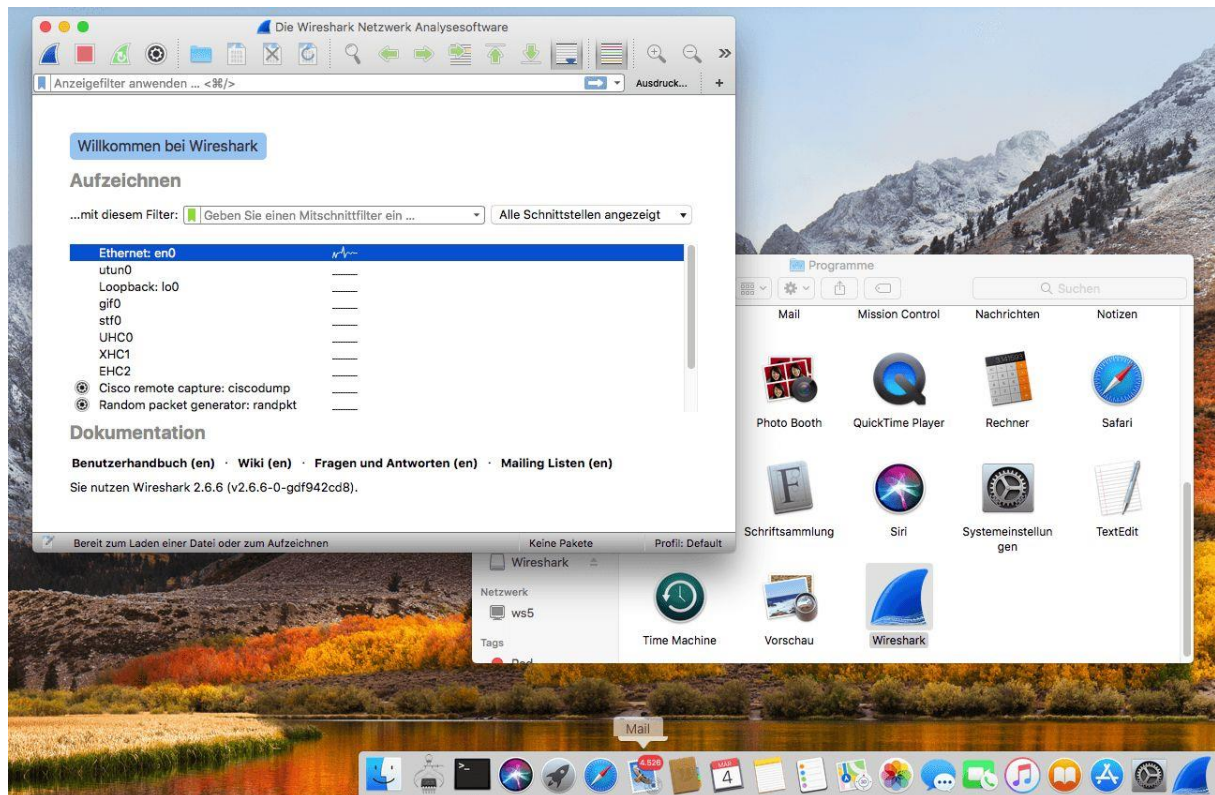 Die Wireshark Netzwerk Analysesoftware
Anzeigefilter anwenden ... <⌘/>
Ausdruck... +
Willkommen bei Wireshark
Aufzeichnen
...mit diesem Filter: Geben Sie einen Mitschnittfilter ein ... Alle Schnittstellen angezeigt
Ethernet: en0
utun0
Loopback: lo0
gif0
stf0
UHC0
XHC1
EHC2
Cisco remote capture: ciscodump
Random packet generator: randpkt
Dokumentation
Benutzerhandbuch (en) · Wiki (en) · Fragen und Antworten (en) · Mailing Listen (en)
Sie nutzen Wireshark 2.6.6 (v2.6.6-0-gdf942cd8).
Bereit zum Laden einer Datei oder zum Aufzeichnen Keine Pakete Profil: Default
Programme
Suchen
Mail Mission Control Nachrichten Notizen
Photo Booth QuickTime Player Rechner Safari
Schriftsammlung Siri Systemeinstellun
gen TextEdit
Wireshark
Netzwerk
ws5
Tags
Time Machine Vorschau Wireshark
Mail
4.526
MÄR
4